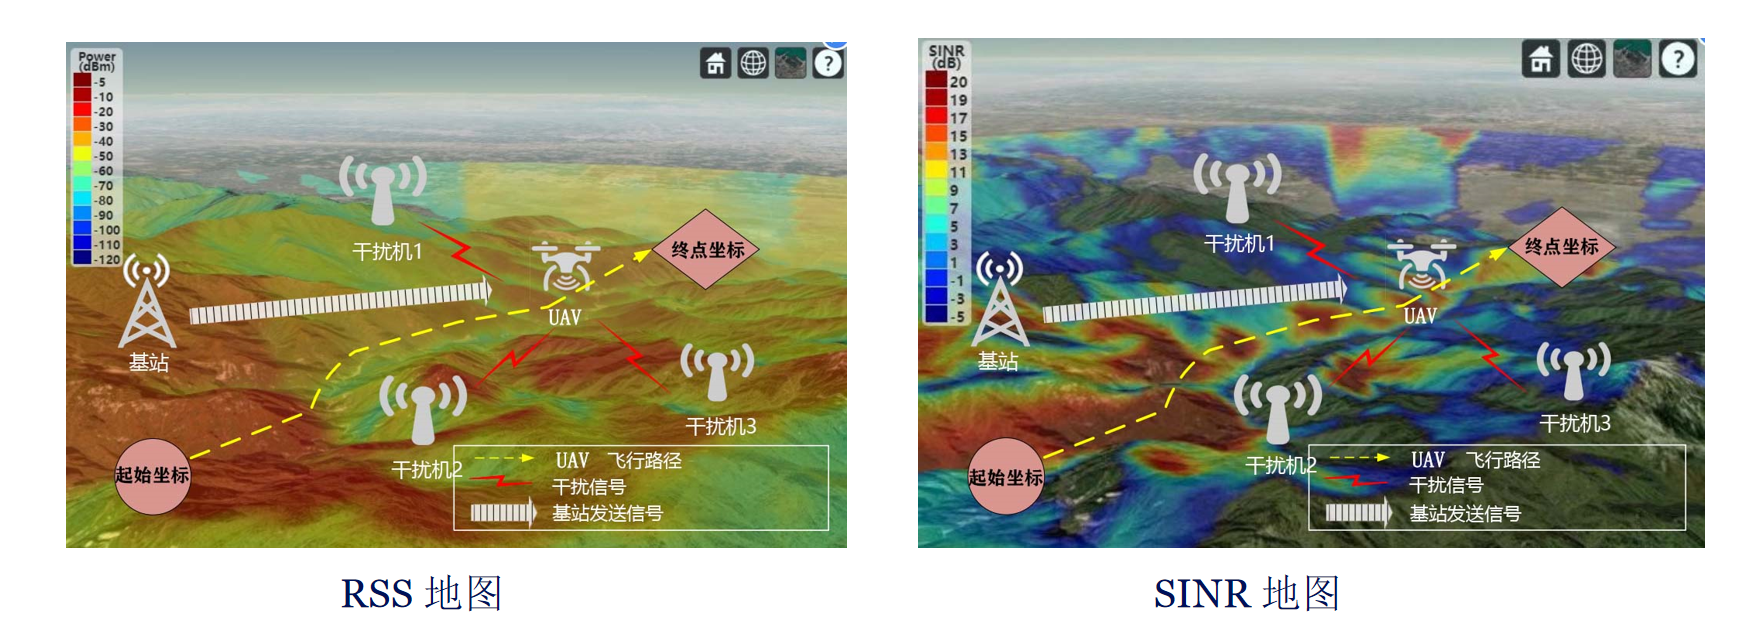 Power
(dBm)
-5
-10
-20
-30
-40
-50
-60
-70
-80
-90
-100
-110
-120
?
干扰机1
终点坐标
UAV
基站
干扰机3
干扰机2
起始坐标
UAV 飞行路径
干扰信号
基站发送信号
RSS 地图
SINR
(dB)
20
19
17
15
13
11
9
7
5
3
1
-1
-3
-5
?
干扰机1
终点坐标
UAV
基站
干扰机3
干扰机2
起始坐标
UAV 飞行路径
干扰信号
基站发送信号
SINR 地图